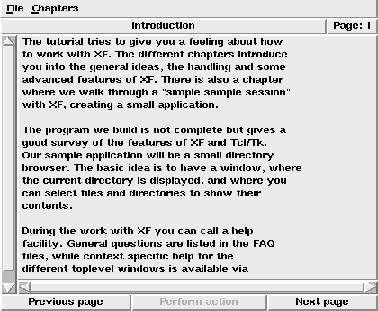 File Chapters
Introduction Page: 1
The tutorial tries to give you a feeling about how
to work with XF. The different chapters introduce
you into the general ideas, the handling and some
advanced features of XF. There is also a chapter
where we walk through a "simple sample session"
with XF, creating a small application.
The program we build is not complete but gives a
good survey of the features of XF and Tcl/Tk.
Our sample application will be a small directory
browser. The basic idea is to have a window, where
the current directory is displayed, and where you
can select files and directories to show their
contents.
During the work with XF you can call a help
facility. General questions are listed in the FAQ
files, while context specific help for the
different toplevel windows is available via
Previous page Perform action Next page